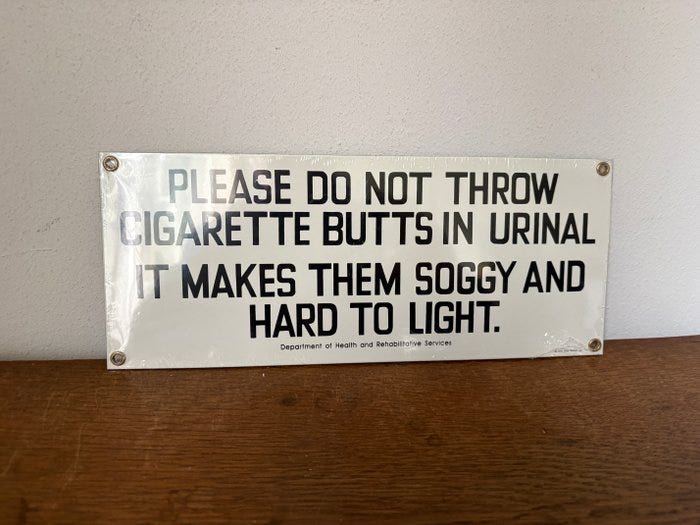 PLEASE DO NOT THROW
CIGARETTE BUTTS IN URINAL
IT MAKES THEM SOGGY AND
HARD TO LIGHT.
Department of Health and Rehabilitative Services